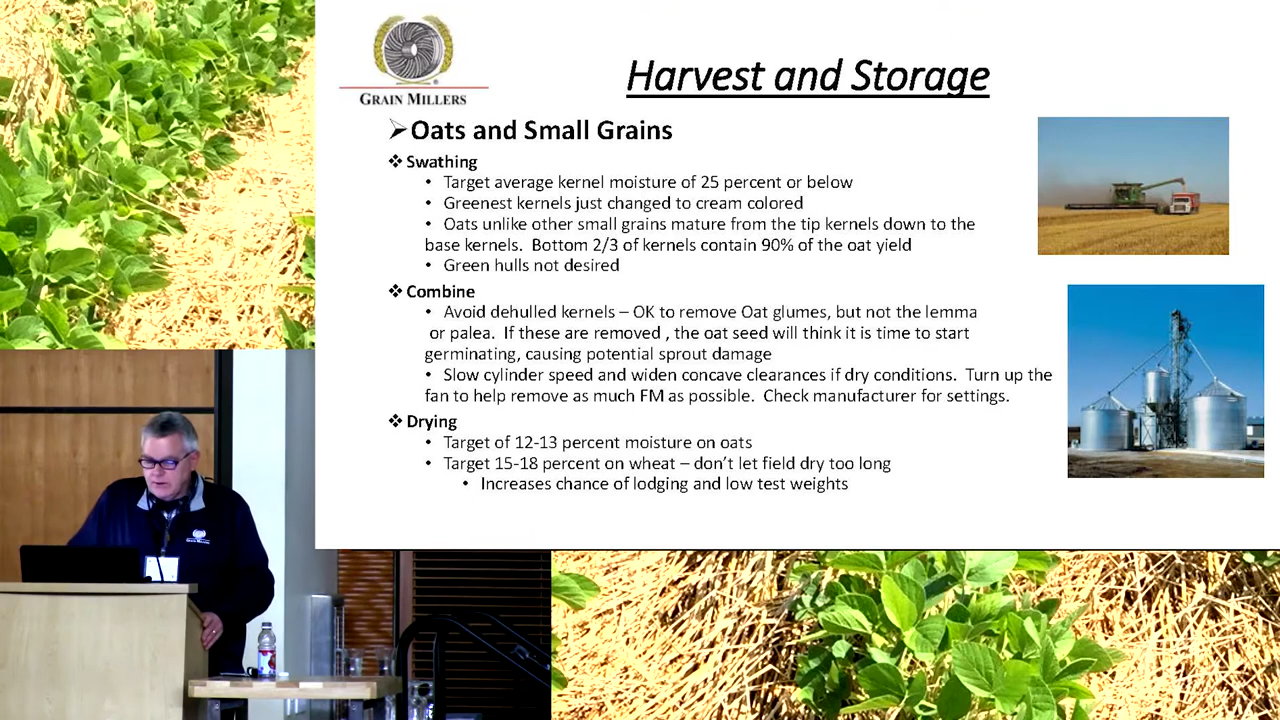 GRAIN MILLERS
Harvest and Storage
➢Oats and Small Grains
❖ Swathing
• Target average kernel moisture of 25 percent or below
• Greenest kernels just changed to cream colored
• Oats unlike other small grains mature from the tip kernels down to the
base kernels. Bottom 2/3 of kernels contain 90% of the oat yield
• Green hulls not desired
❖ Combine
• Avoid dehulled kernels – OK to remove Oat glumes, but not the lemma
or palea. If these are removed , the oat seed will think it is time to start
germinating, causing potential sprout damage
• Slow cylinder speed and widen concave clearances if dry conditions. Turn up the
fan to help remove as much FM as possible. Check manufacturer for settings.
❖ Drying
• Target of 12-13 percent moisture on oats
• Target 15-18 percent on wheat – don't let field dry too long
• Increases chance of lodging and low test weights
GRAIN MILLERS